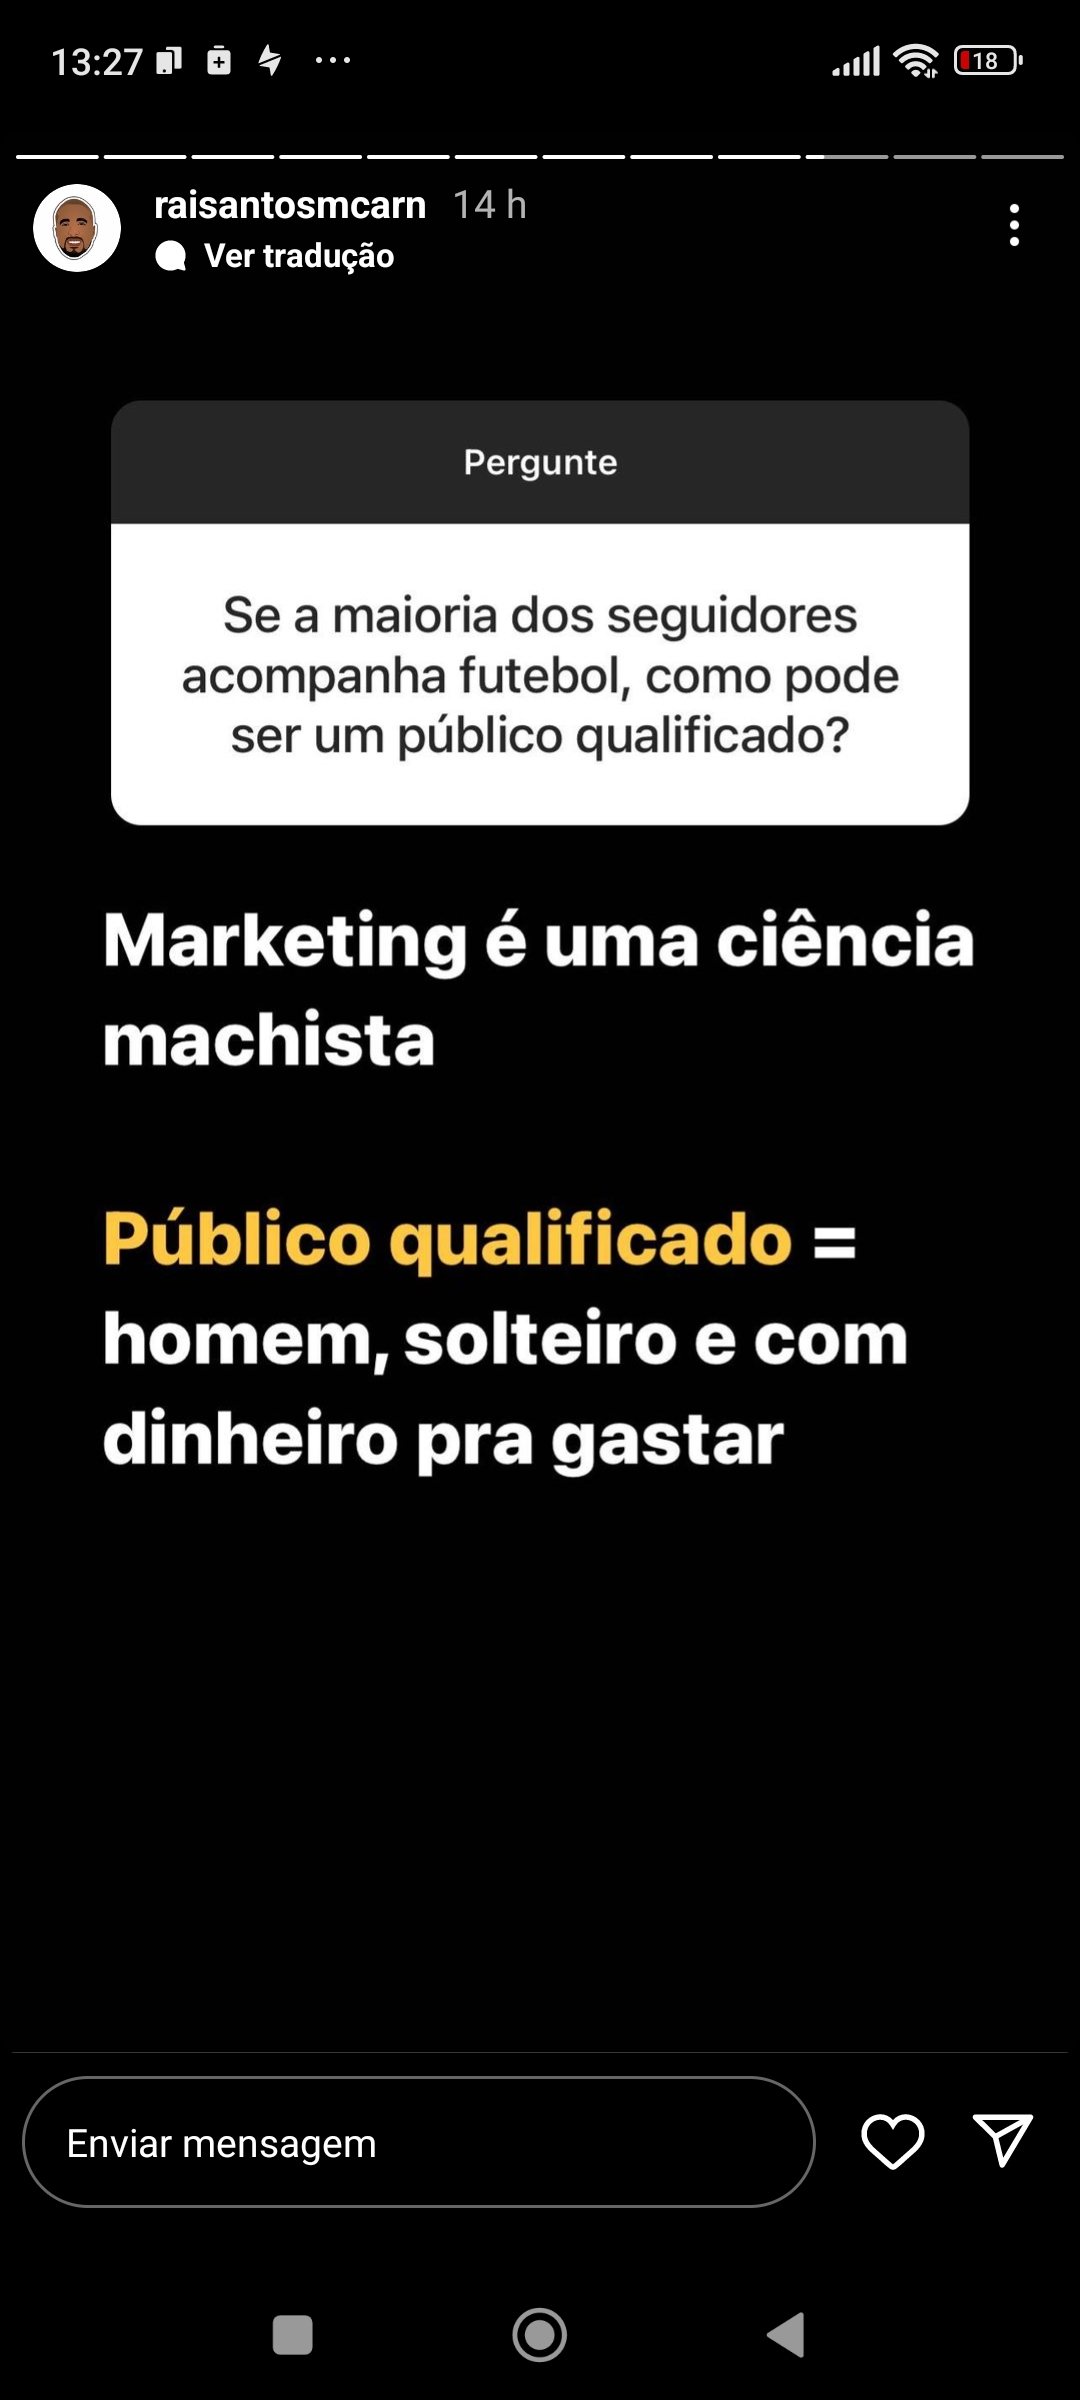 13:27
18
raisantosmcarn 14 h
Ver tradução
Pergunte
Se a maioria dos seguidores
acompanha futebol, como pode
ser um público qualificado?
Marketing é uma ciência
machista
Público qualificado =
homem, solteiro e com
dinheiro pra gastar
Enviar mensagem